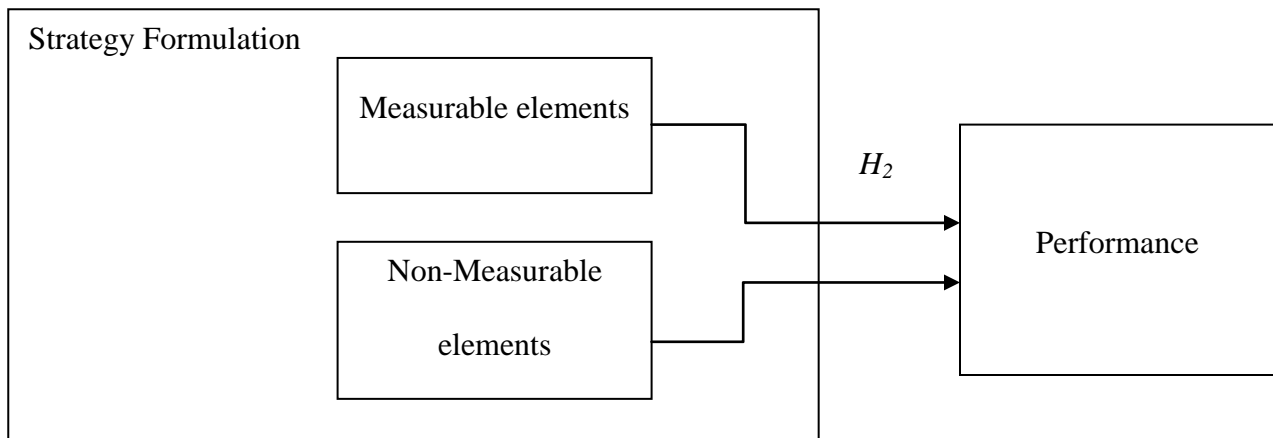 Strategy Formulation
Measurable elements
H2
Non-Measurable
elements
Performance